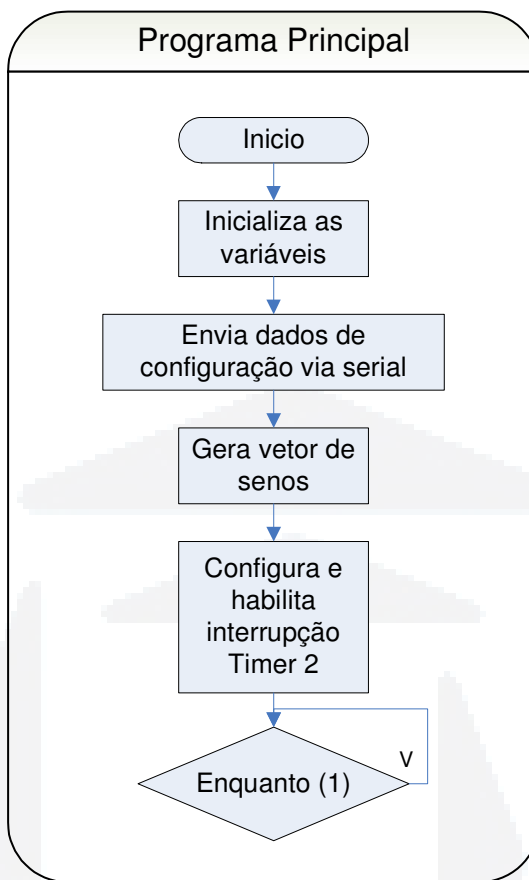 Programa Principal
Inicio
Inicializa as
variáveis
Envia dados de
configuração via serial
Gera vetor de
senos
Configura e
habilita
interrupção
Timer 2
Enquanto (1)
V